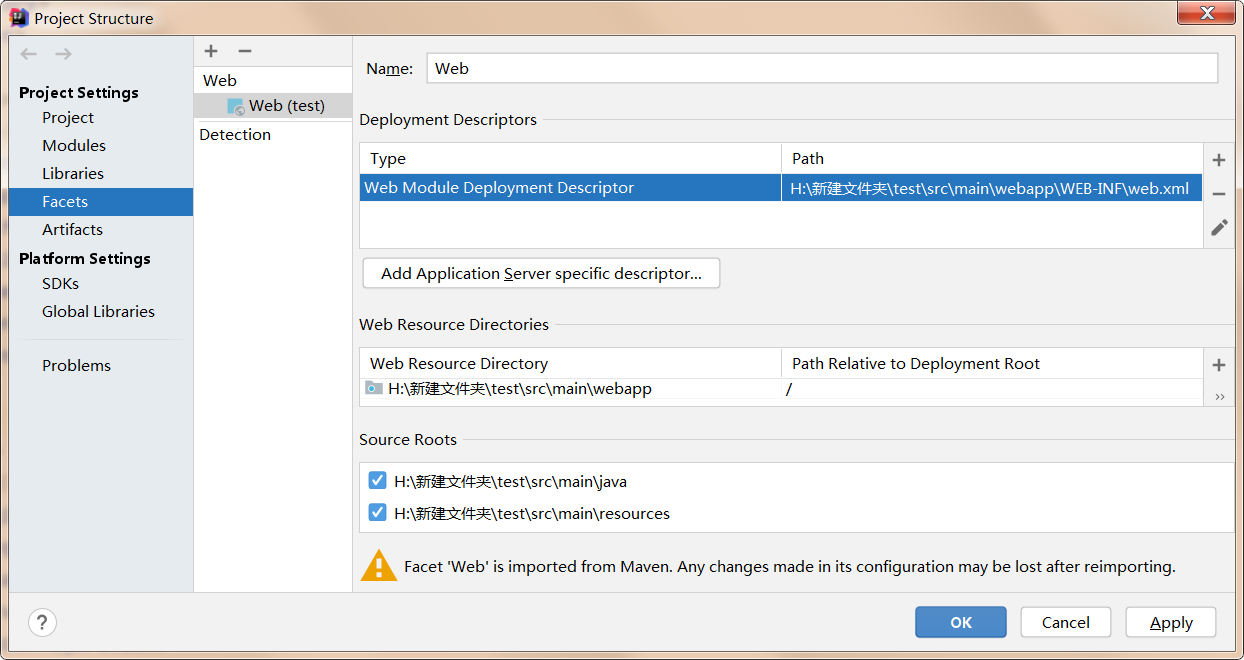 Project Structure
Project Settings
Project
Modules
Libraries
Facets
Artifacts
Platform Settings
SDKs
Global Libraries
Problems
Web
Web (test)
Detection
Name: Web
Deployment Descriptors
Type Path
Web Module Deployment Descriptor H:\新建文件夹\test\src\main\webapp\WEB-INF\web.xml
Add Application Server specific descriptor...
Web Resource Directories
Web Resource Directory Path Relative to Deployment Root
H:\新建文件夹\test\src\main\webapp /
Source Roots
H:\新建文件夹\test\src\main\java
H:\新建文件夹\test\src\main\resources
Facet 'Web' is imported from Maven. Any changes made in its configuration may be lost after reimporting.
? OK Cancel Apply